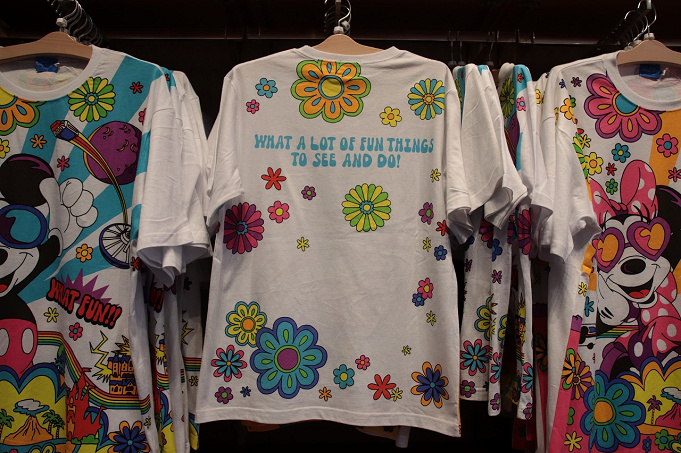 WHAT A LOT OF FUN THINGS
TO SEE AND DO!
WHAT FUN!!